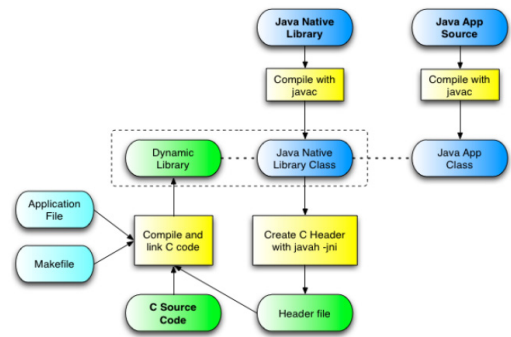 Java Native
Library
Java App
Source
Compile with
javac
Compile with
javac
Dynamic
Library
Java Native
Library Class
Java App
Class
Application
File
Makefile
Compile and
link C code
Create C Header
with javah -jni
C Source
Code
Header file